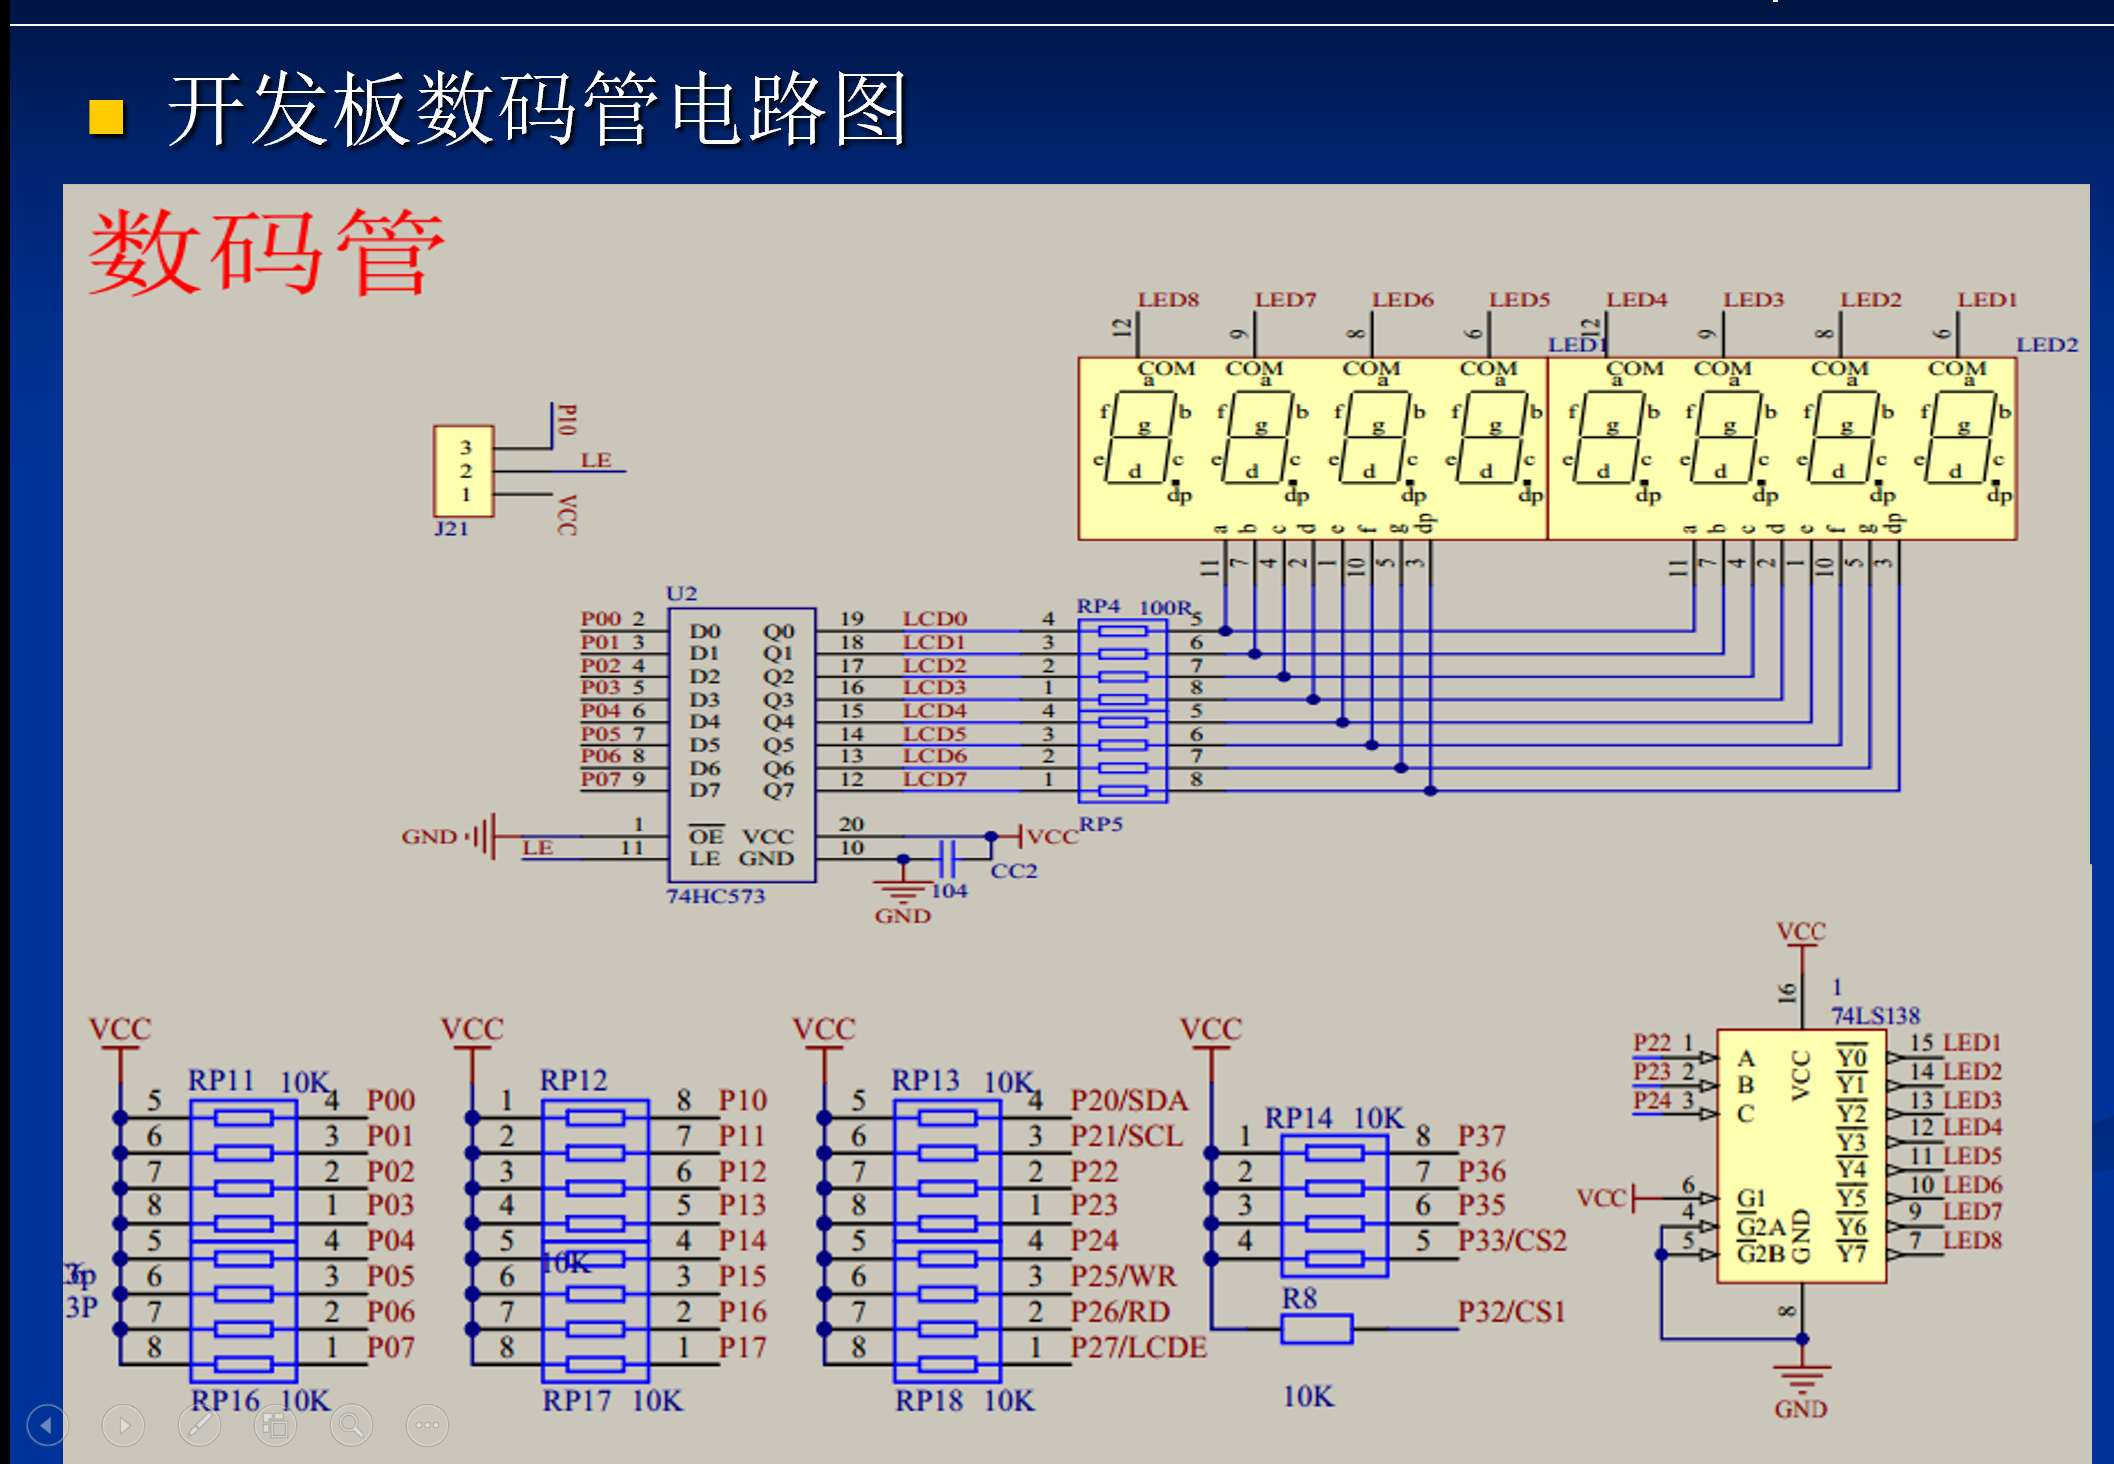 开发板数码管电路图
数码管
LED8 LED7 LED6 LED5 LED4 LED3 LED2 LED1
12 9 8 6 12 9 8 6
LED1 LED2
COM COM COM COM COM COM COM COM
a a a a a a a a
f b f b f b f b f b f b f b f b
g g g g g g g g
e d c e d c e d c e d c e d c e d c e d c e d c
dp dp dp dp dp dp dp dp
a b c d e f g dp a b c d e f g dp
11 7 4 2 1 10 5 3 11 7 4 2 1 10 5 3
P10
3
2 LE
1
VCC
J21
U2
RP4 100R
P00 2 D0 Q0 19 LCD0 4 5
P01 3 D1 Q1 18 LCD1 3 6
P02 4 D2 Q2 17 LCD2 2 7
P03 5 D3 Q3 16 LCD3 1 8
P04 6 D4 Q4 15 LCD4 4 5
P05 7 D5 Q5 14 LCD5 3 6
P06 8 D6 Q6 13 LCD6 2 7
P07 9 D7 Q7 12 LCD7 1 8
RP5
GND 1 OE VCC 20 VCC
LE 11 LE GND 10
CC2
104
74HC573
GND
VCC
RP11 10K
5 4 P00
6 3 P01
7 2 P02
8 1 P03
5 4 P04
6 3 P05
7 2 P06
8 1 P07
RP16 10K
3P
VCC
RP12
1 8 P10
2 7 P11
3 6 P12
4 5 P13
5 4 P14
10K
6 3 P15
7 2 P16
8 1 P17
RP17 10K
VCC
RP13 10K
5 4 P20/SDA
6 3 P21/SCL
7 2 P22
8 1 P23
5 4 P24
6 3 P25/WR
7 2 P26/RD
8 1 P27/LCDE
RP18 10K
VCC
RP14 10K
1 8 P37
2 7 P36
3 6 P35
4 5 P33/CS2
R8 P32/CS1
10K
VCC
16
1
74LS138
P22 1 A VCC Y0 15 LED1
P23 2 B Y1 14 LED2
P24 3 C Y2 13 LED3
Y3 12 LED4
Y4 11 LED5
VCC 6 G1 Y5 10 LED6
4 G2A GND Y6 9 LED7
5 G2B Y7 7 LED8
8
GND